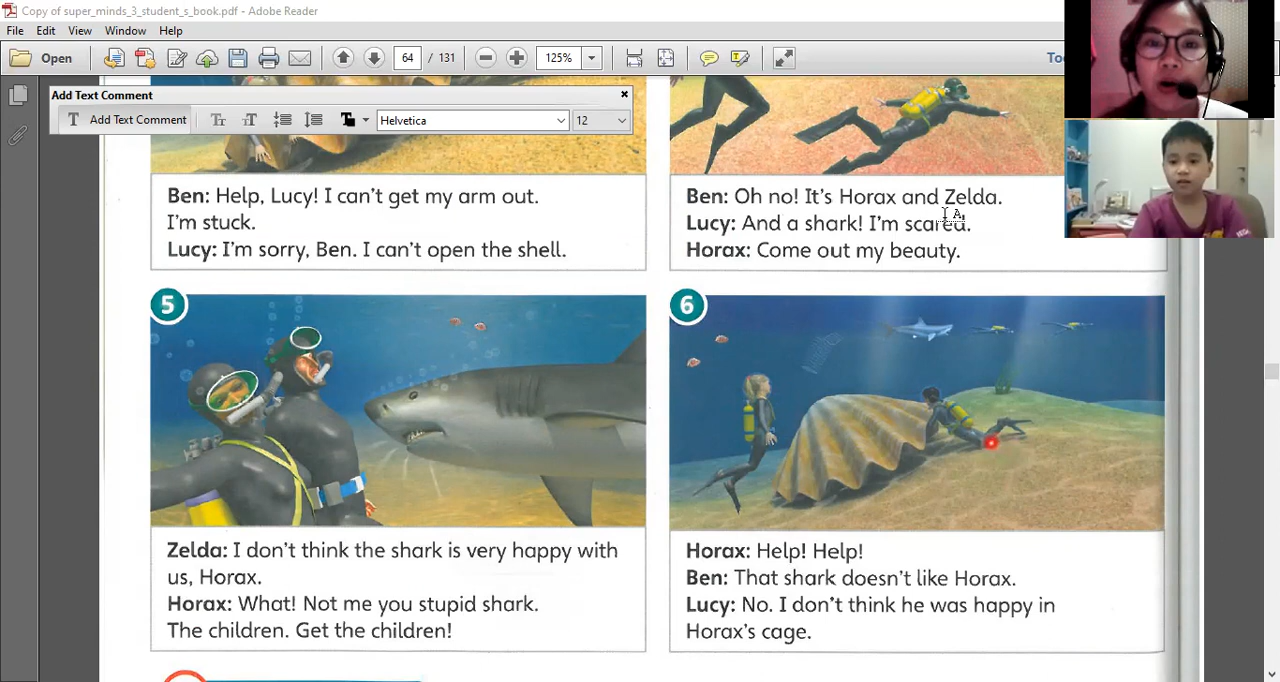 Copy of super_minds_3_student_s_book.pdf - Adobe Reader
File Edit View Window Help
Open 64 / 131 125%
Add Text Comment
Add Text Comment Helvetica 12
Ben: Help, Lucy! I can't get my arm out.
I'm stuck.
Lucy: I'm sorry, Ben. I can't open the shell.
Ben: Oh no! It's Horax and Zelda.
Lucy: And a shark! I'm scared.
Horax: Come out my beauty.
5
Zelda: I don't think the shark is very happy with
us, Horax.
Horax: What! Not me you stupid shark.
The children. Get the children!
6
Horax: Help! Help!
Ben: That shark doesn't like Horax.
Lucy: No. I don't think he was happy in
Horax's cage.